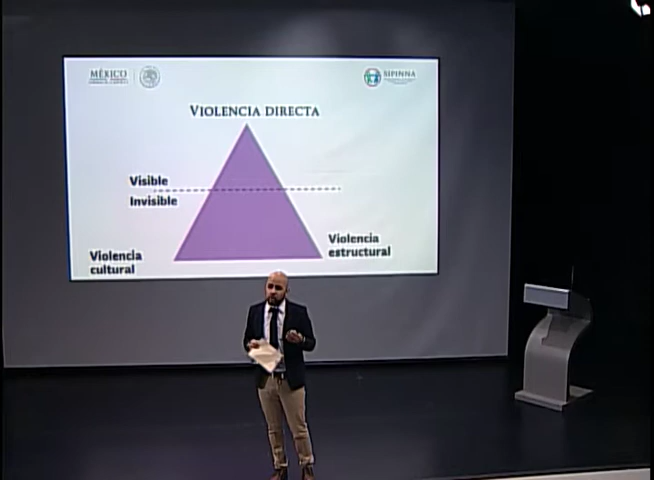 MÉXICO
SIPINNA
VIOLENCIA DIRECTA
Visible
Invisible
Violencia
cultural
Violencia
estructural